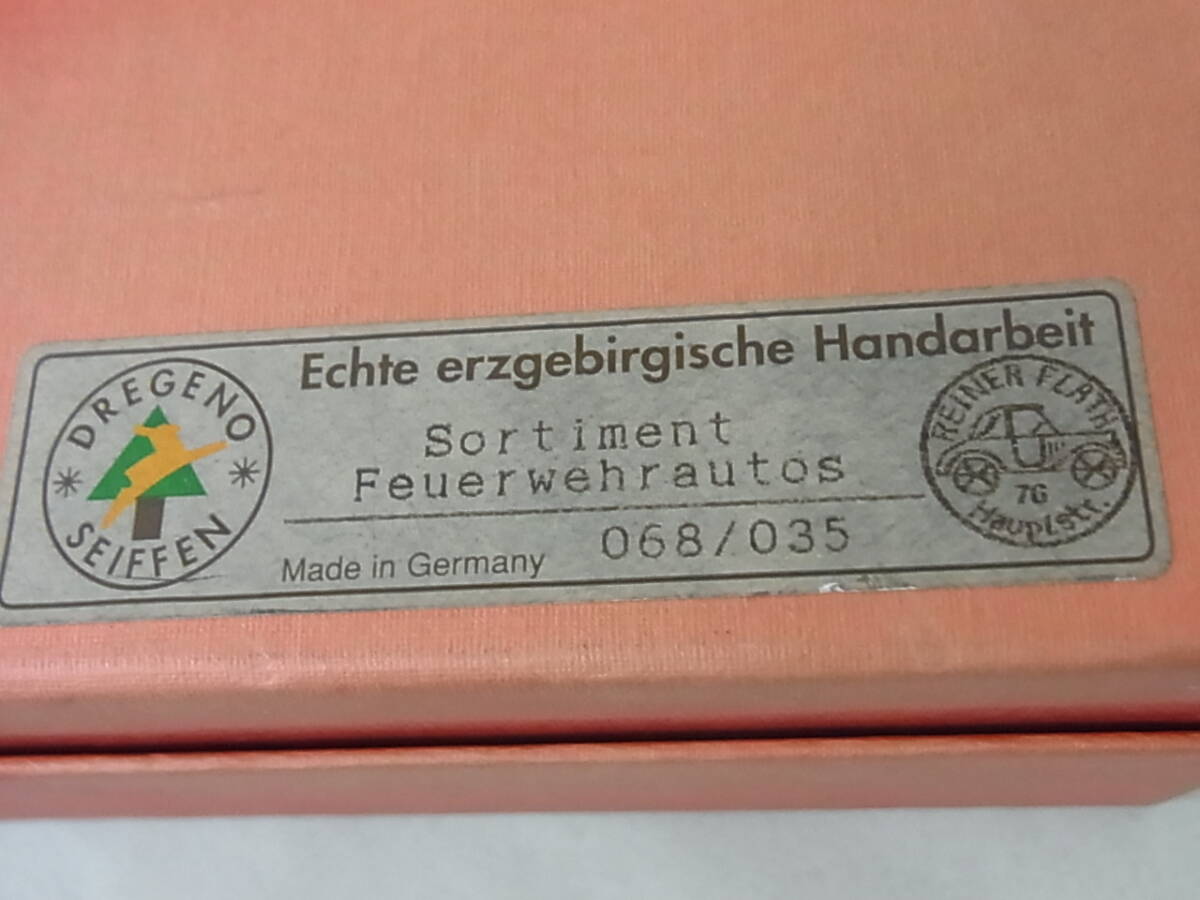 DREGENO
SEIFFEN
Echte erzgebirgische Handarbeit
Sortiment
Feuerwehrautos
Made in Germany 068/035
REINER FLATH
76
Hauptstr.